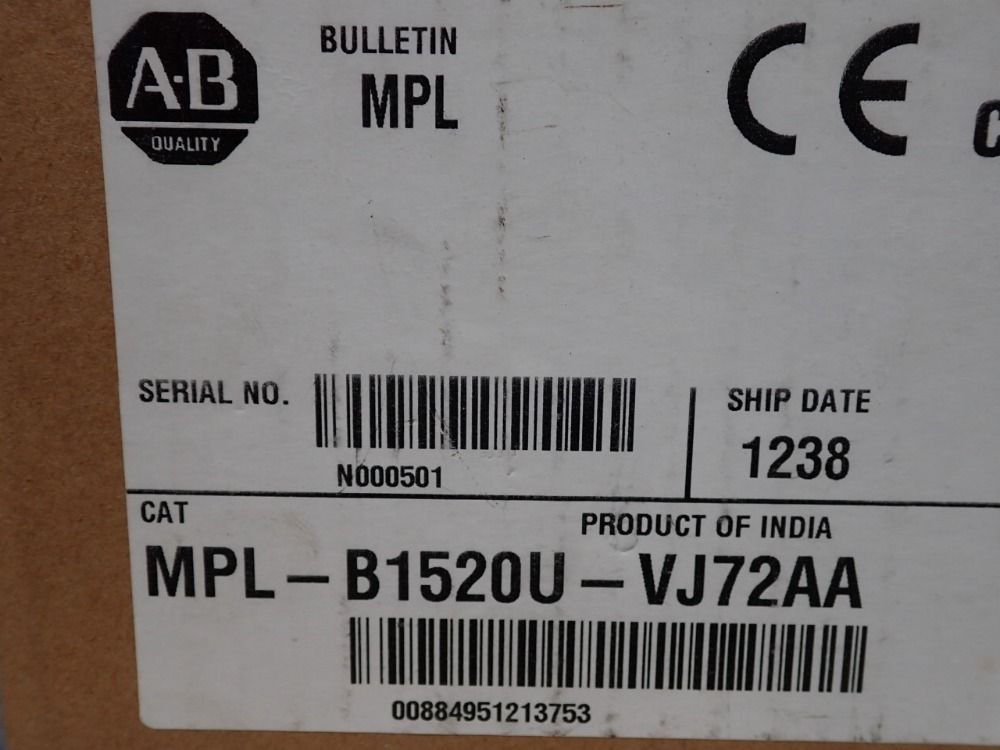 A-B
QUALITY
BULLETIN
MPL
CE
SERIAL NO.
N000501
SHIP DATE
1238
CAT
PRODUCT OF INDIA
MPL-B1520U-VJ72AA
00884951213753